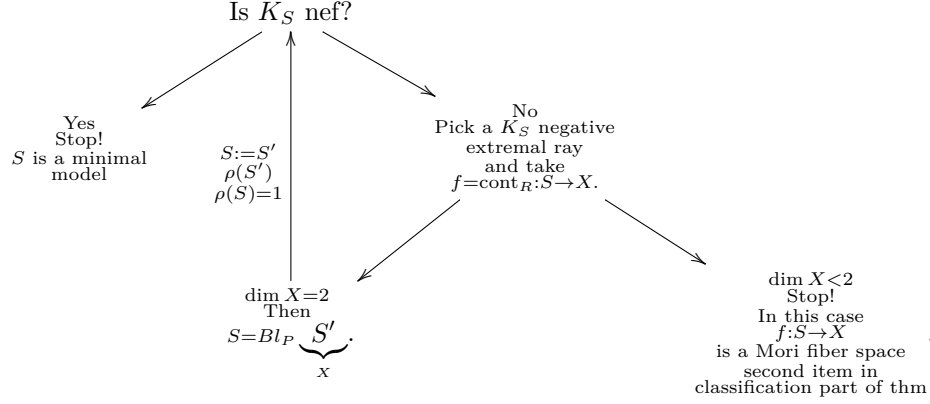 Is K_S nef?
Yes
Stop!
S is a minimal
model
No
Pick a K_S negative
extremal ray
and take
f=cont_R:S→X.
S:=S′
ρ(S′)
ρ(S)=1
dim X=2
Then
S=Bl_P S′.
X
dim X<2
Stop!
In this case
f:S→X
is a Mori fiber space
second item in
classification part of thm
.